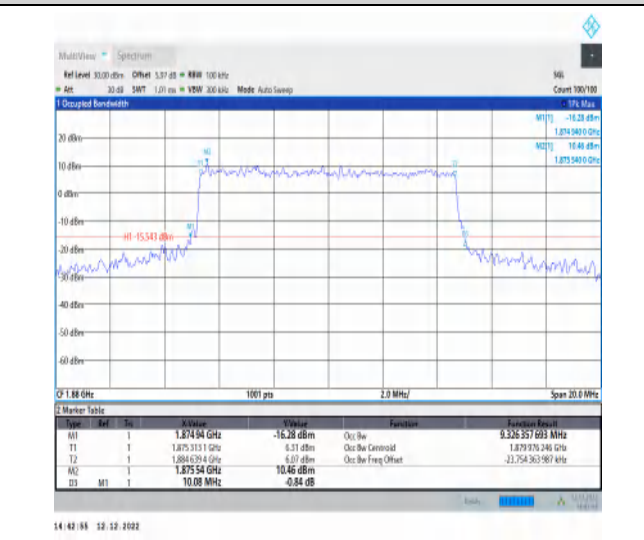 MultiView Spectrum
Ref Level 30.00 dBm Offset 5.37 dB RBW 100 kHz SGL
Att 30 dB SWT 1.01 ms VBW 300 kHz Mode Auto Sweep Count 100/100
1 Occupied Bandwidth 1Pk Max
M1[1] -16.28 dBm
1.874 940 0 GHz
M2[1] 10.46 dBm
1.875 540 0 GHz
20 dBm
M2
T1 T2
10 dBm
0 dBm
-10 dBm
M1
H1 -15.543 dBm
-20 dBm
-30 dBm
-40 dBm
-50 dBm
-60 dBm
CF 1.88 GHz 1001 pts 2.0 MHz/ Span 20.0 MHz
2 Marker Table
Type Ref Trc X-Value Y-Value Function Function Result
M1 1 1.874 94 GHz -16.28 dBm Occ Bw 9.326 357 693 MHz
T1 1 1.875 313 1 GHz 6.31 dBm Occ Bw Centroid 1.879 976 246 GHz
T2 1 1.884 639 4 GHz 6.07 dBm Occ Bw Freq Offset -23.754 363 987 kHz
M2 1 1.875 54 GHz 10.46 dBm
D3 M1 1 10.08 MHz -0.84 dB
14:42:55 12.12.2022